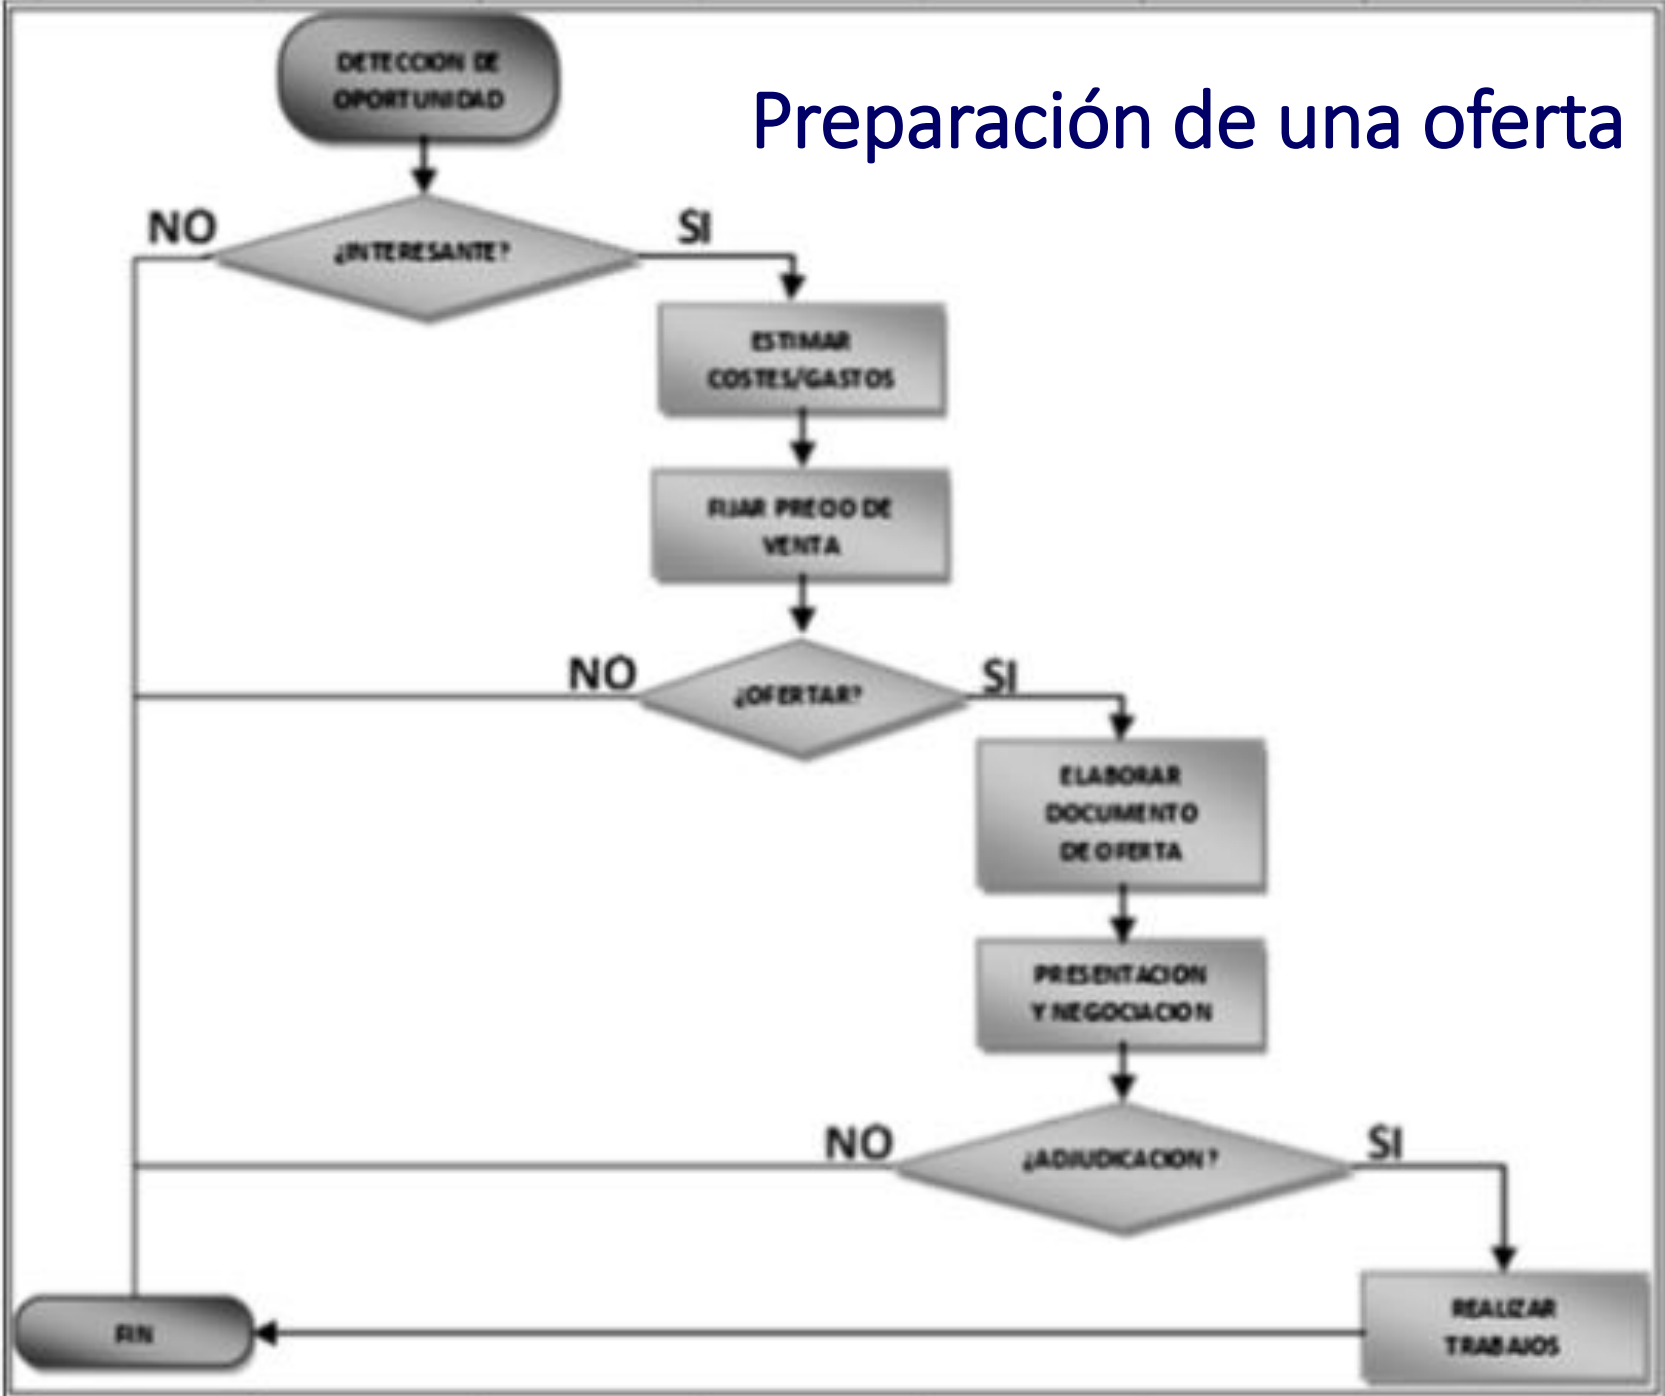 Preparación de una oferta
DETECCION DE
OPORTUNIDAD
NO
SI
¿INTERESANTE?
ESTIMAR
COSTES/GASTOS
FIJAR PRECIO DE
VENTA
NO
SI
¿OFERTAR?
ELABORAR
DOCUMENTO
DE OFERTA
PRESENTACION
Y NEGOCIACION
NO
SI
¿ADJUDICACION?
REALIZAR
TRABAJOS
FIN